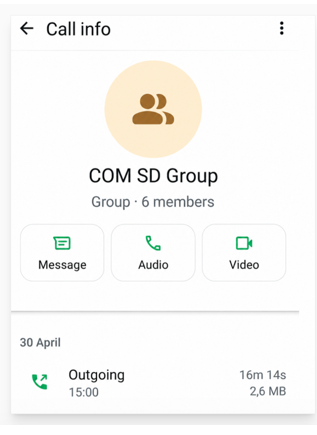 Call info
COM SD Group
Group · 6 members
Message Audio Video
30 April
Outgoing 16m 14s
15:00 2,6 MB